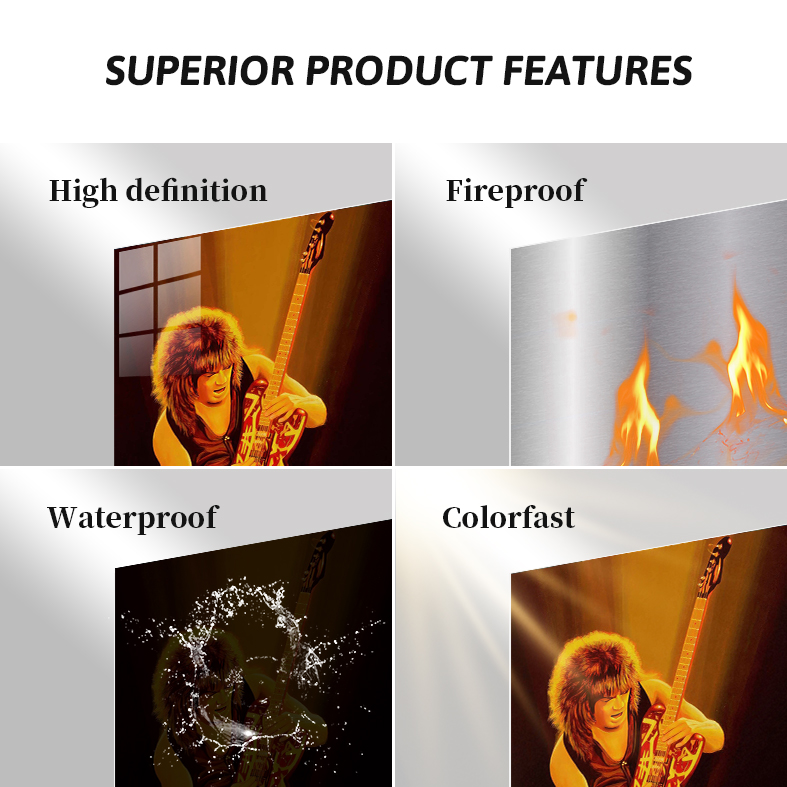 SUPERIOR PRODUCT FEATURES
High definition
Fireproof
Waterproof
Colorfast